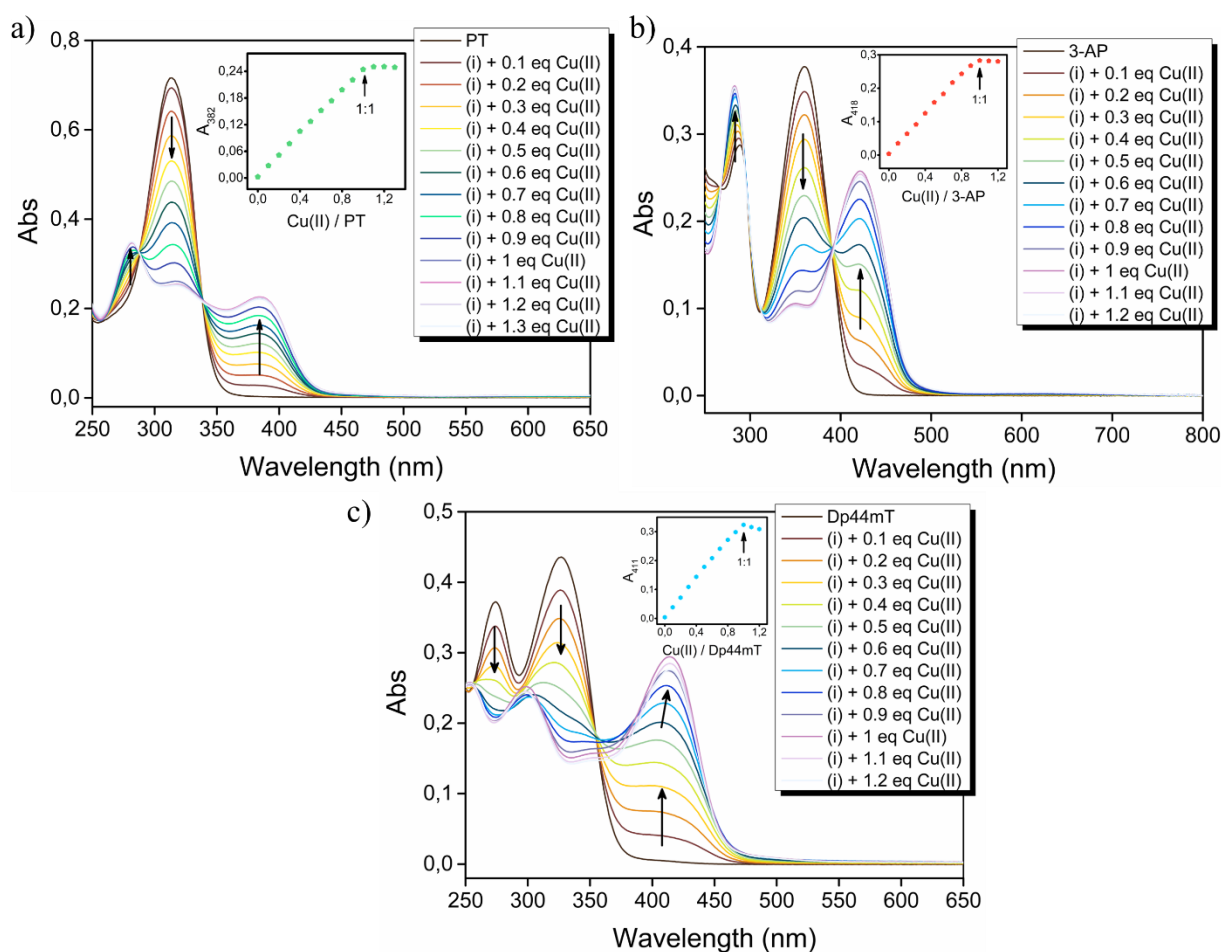 a)
Abs
0,8
0,6
0,4
0,2
0,0
250 300 350 400 450 500 550 600 650
Wavelength (nm)
A382
0,24
0,18
0,12
0,06
0,00
0,0 0,4 0,8 1,2
Cu(II) / PT
1:1
PT
(i) + 0.1 eq Cu(II)
(i) + 0.2 eq Cu(II)
(i) + 0.3 eq Cu(II)
(i) + 0.4 eq Cu(II)
(i) + 0.5 eq Cu(II)
(i) + 0.6 eq Cu(II)
(i) + 0.7 eq Cu(II)
(i) + 0.8 eq Cu(II)
(i) + 0.9 eq Cu(II)
(i) + 1 eq Cu(II)
(i) + 1.1 eq Cu(II)
(i) + 1.2 eq Cu(II)
(i) + 1.3 eq Cu(II)
b)
Abs
0,4
0,3
0,2
0,1
0,0
300 400 500 600 700 800
Wavelength (nm)
A418
0,3
0,2
0,1
0,0
0,0 0,4 0,8 1,2
Cu(II) / 3-AP
1:1
3-AP
(i) + 0.1 eq Cu(II)
(i) + 0.2 eq Cu(II)
(i) + 0.3 eq Cu(II)
(i) + 0.4 eq Cu(II)
(i) + 0.5 eq Cu(II)
(i) + 0.6 eq Cu(II)
(i) + 0.7 eq Cu(II)
(i) + 0.8 eq Cu(II)
(i) + 0.9 eq Cu(II)
(i) + 1 eq Cu(II)
(i) + 1.1 eq Cu(II)
(i) + 1.2 eq Cu(II)
c)
Abs
0,5
0,4
0,3
0,2
0,1
0,0
250 300 350 400 450 500 550 600 650
Wavelength (nm)
A411
0,3
0,2
0,1
0,0
0,0 0,4 0,8 1,2
Cu(II) / Dp44mT
1:1
Dp44mT
(i) + 0.1 eq Cu(II)
(i) + 0.2 eq Cu(II)
(i) + 0.3 eq Cu(II)
(i) + 0.4 eq Cu(II)
(i) + 0.5 eq Cu(II)
(i) + 0.6 eq Cu(II)
(i) + 0.7 eq Cu(II)
(i) + 0.8 eq Cu(II)
(i) + 0.9 eq Cu(II)
(i) + 1 eq Cu(II)
(i) + 1.1 eq Cu(II)
(i) + 1.2 eq Cu(II)